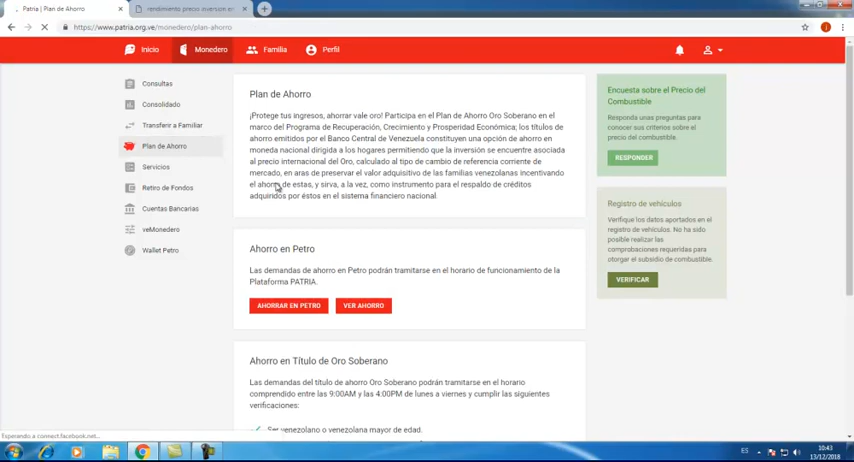 Patria | Plan de Ahorro
rendimiento precio inversion.en
https://www.patria.org.ve/monedero/plan-ahorro
Inicio
Monedero
Familia
Perfil
Consultas
Consolidado
Transferir a Familiar
Plan de Ahorro
Servicios
Retiro de Fondos
Cuentas Bancarias
veMonedero
Wallet Petro
Plan de Ahorro
¡Protege tus ingresos, ahorrar vale oro! Participa en el Plan de Ahorro Oro Soberano en el
marco del Programa de Recuperación, Crecimiento y Prosperidad Económica; los títulos de
ahorro emitidos por el Banco Central de Venezuela constituyen una opción de ahorro en
moneda nacional dirigida a los hogares permitiendo que la inversión se encuentre asociada
al precio internacional del Oro, calculado al tipo de cambio de referencia corriente de
mercado, en aras de preservar el valor adquisitivo de las familias venezolanas incentivando
el ahorro de estas, y sirva, a la vez, como instrumento para el respaldo de créditos
adquiridos por éstos en el sistema financiero nacional.
Ahorro en Petro
Las demandas de ahorro en Petro podrán tramitarse en el horario de funcionamiento de la
Plataforma PATRIA.
AHORRAR EN PETRO
VER AHORRO
Ahorro en Título de Oro Soberano
Las demandas del título de ahorro Oro Soberano podrán tramitarse en el horario
comprendido entre las 9:00AM y las 4:00PM de lunes a viernes y cumplir las siguientes
verificaciones:
Ser venezolano o venezolana mayor de edad.
Encuesta sobre el Precio del
Combustible
Responda unas preguntas para
conocer sus criterios sobre el
precio del combustible.
RESPONDER
Registro de vehículos
Verifique los datos aportados en el
registro de vehículos. No ha sido
posible realizar las
comprobaciones requeridas para
otorgar el subsidio de combustible.
VERIFICAR
Esperando a connect.facebook.net...
ES
10:43
13/12/2018